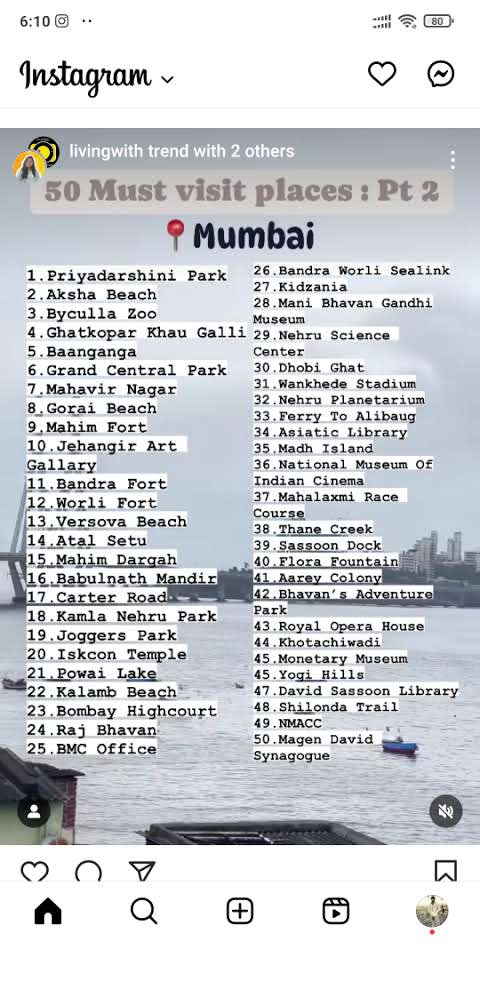 6:10
80
Instagram
livingwith trend with 2 others
50 Must visit places : Pt 2
Mumbai
1.Priyadarshini Park
2.Aksha Beach
3.Byculla Zoo
4.Ghatkopar Khau Galli
5.Baanganga
6.Grand Central Park
7.Mahavir Nagar
8.Gorai Beach
9.Mahim Fort
10.Jehangir Art
Gallary
11.Bandra Fort
12.Worli Fort
13.Versova Beach
14.Atal Setu
15.Mahim Dargah
16.Babulnath Mandir
17.Carter Road
18.Kamla Nehru Park
19.Joggers Park
20.Iskcon Temple
21.Powai Lake
22.Kalamb Beach
23.Bombay Highcourt
24.Raj Bhavan
25.BMC Office
26.Bandra Worli Sealink
27.Kidzania
28.Mani Bhavan Gandhi
Museum
29.Nehru Science
Center
30.Dhobi Ghat
31.Wankhede Stadium
32.Nehru Planetarium
33.Ferry To Alibaug
34.Asiatic Library
35.Madh Island
36.National Museum Of
Indian Cinema
37.Mahalaxmi Race
Course
38.Thane Creek
39.Sassoon Dock
40.Flora Fountain
41.Aarey Colony
42.Bhavan's Adventure
Park
43.Royal Opera House
44.Khotachiwadi
45.Monetary Museum
45.Yogi Hills
47.David Sassoon Library
48.Shilonda Trail
49.NMACC
50.Magen David
Synagogue